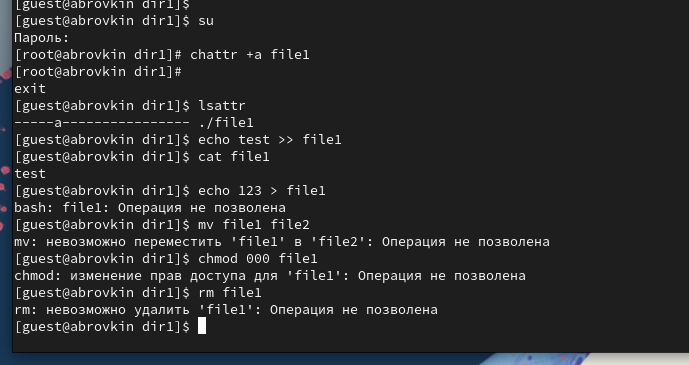 [guest@abrovkin dir1]$
[guest@abrovkin dir1]$ su
Пароль:
[root@abrovkin dir1]# chattr +a file1
[root@abrovkin dir1]#
exit
[guest@abrovkin dir1]$ lsattr
-----a---------------- ./file1
[guest@abrovkin dir1]$ echo test >> file1
[guest@abrovkin dir1]$ cat file1
test
[guest@abrovkin dir1]$ echo 123 > file1
bash: file1: Операция не позволена
[guest@abrovkin dir1]$ mv file1 file2
mv: невозможно переместить 'file1' в 'file2': Операция не позволена
[guest@abrovkin dir1]$ chmod 000 file1
chmod: изменение прав доступа для 'file1': Операция не позволена
[guest@abrovkin dir1]$ rm file1
rm: невозможно удалить 'file1': Операция не позволена
[guest@abrovkin dir1]$